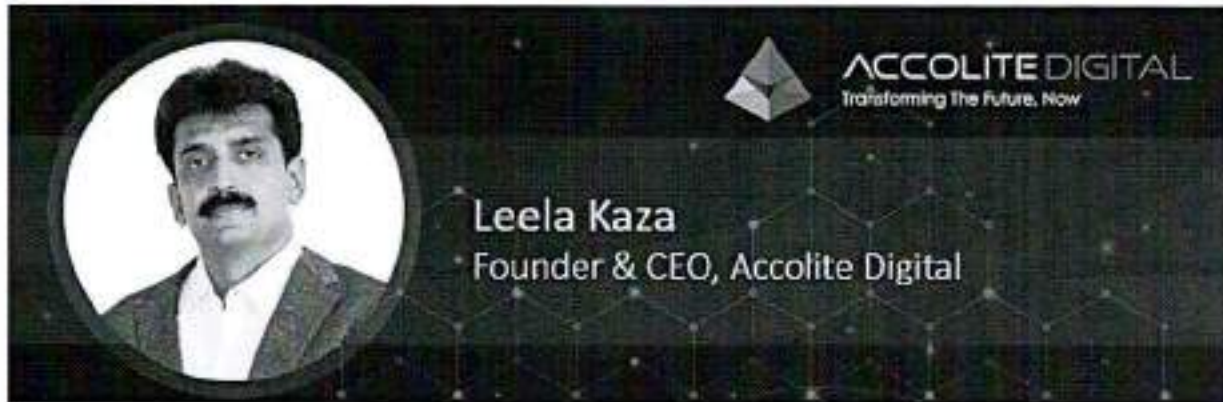 ACCOLITE DIGITAL
Transforming The Future, Now
Leela Kaza
Founder & CEO, Accolite Digital